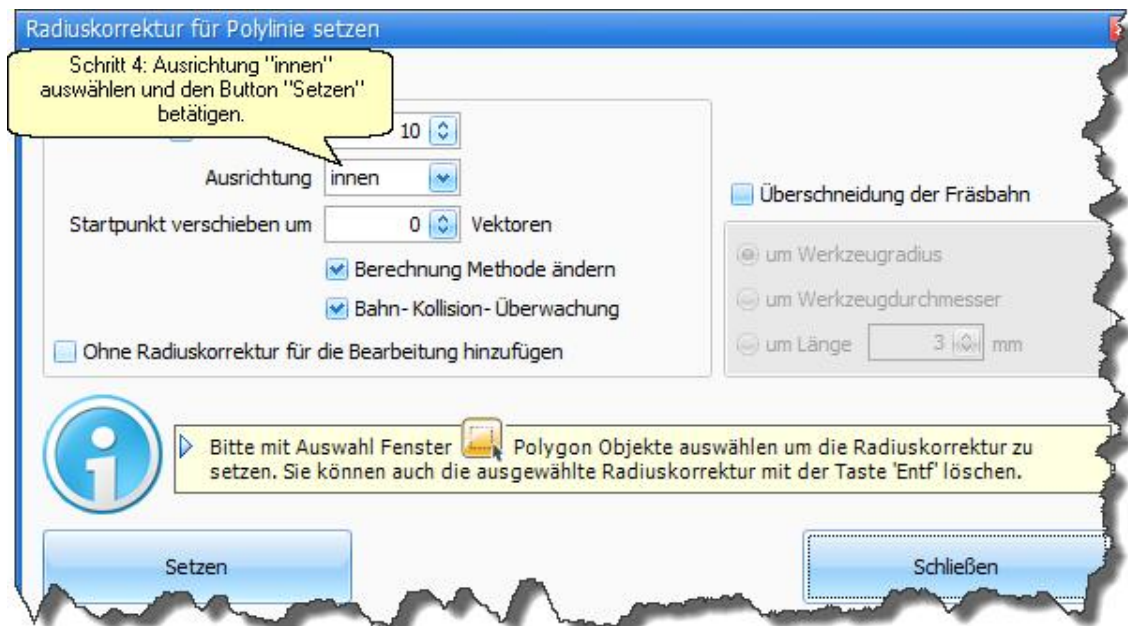 Radiuskorrektur für Polylinie setzen
Schritt 4: Ausrichtung "innen"
auswählen und den Button "Setzen"
betätigen.
10
Ausrichtung innen
Startpunkt verschieben um 0 Vektoren
Berechnung Methode ändern
Bahn-Kollision-Überwachung
Ohne Radiuskorrektur für die Bearbeitung hinzufügen
Überschneidung der Fräsbahn
um Werkzeugradius
um Werkzeugdurchmesser
um Länge 3 mm
Bitte mit Auswahl Fenster Polygon Objekte auswählen um die Radiuskorrektur zu
setzen. Sie können auch die ausgewählte Radiuskorrektur mit der Taste 'Entf' löschen.
Setzen
Schließen